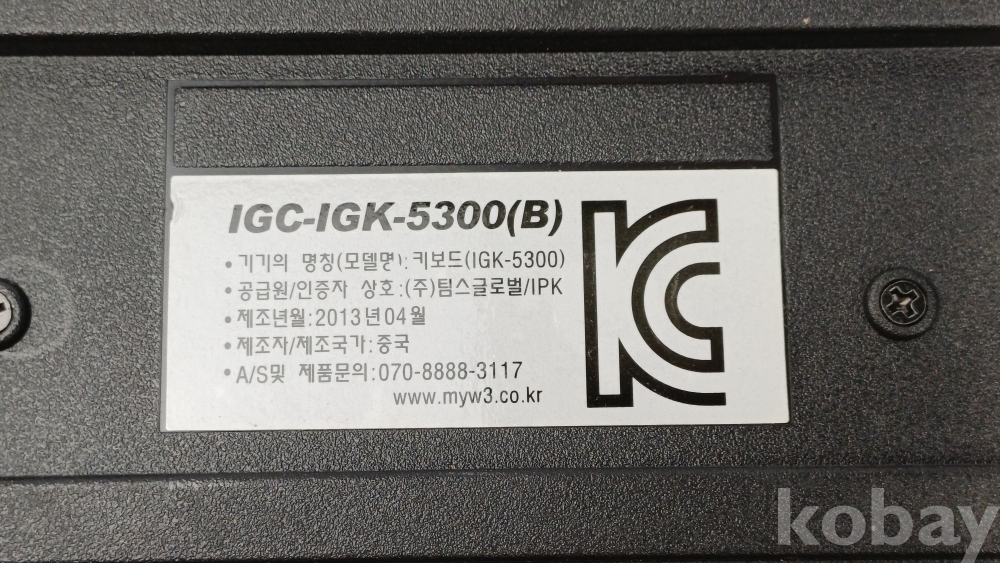 IGC-IGK-5300(B)
• 기기의 명칭(모델명):키보드(IGK-5300)
• 공급원/인증자 상호:(주)팀스글로벌/IPK
• 제조년월:2013년04월
• 제조자/제조국가:중국
• A/S및 제품문의:070-8888-3117
www.myw3.co.kr
KC
kobay